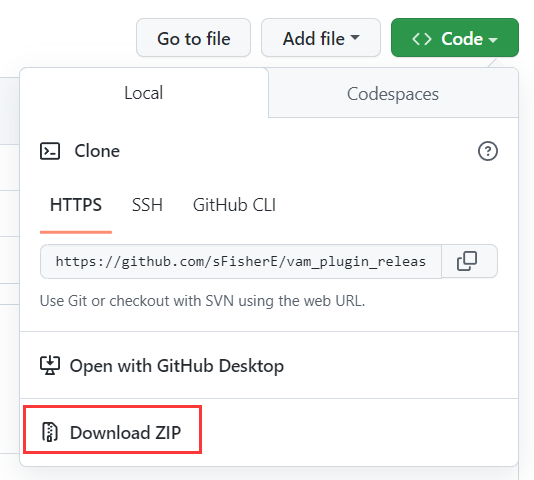 Go to file
Add file
Code
Local
Codespaces
Clone
HTTPS
SSH
GitHub CLI
https://github.com/sFisherE/vam_plugin_releas
Use Git or checkout with SVN using the web URL.
Open with GitHub Desktop
Download ZIP